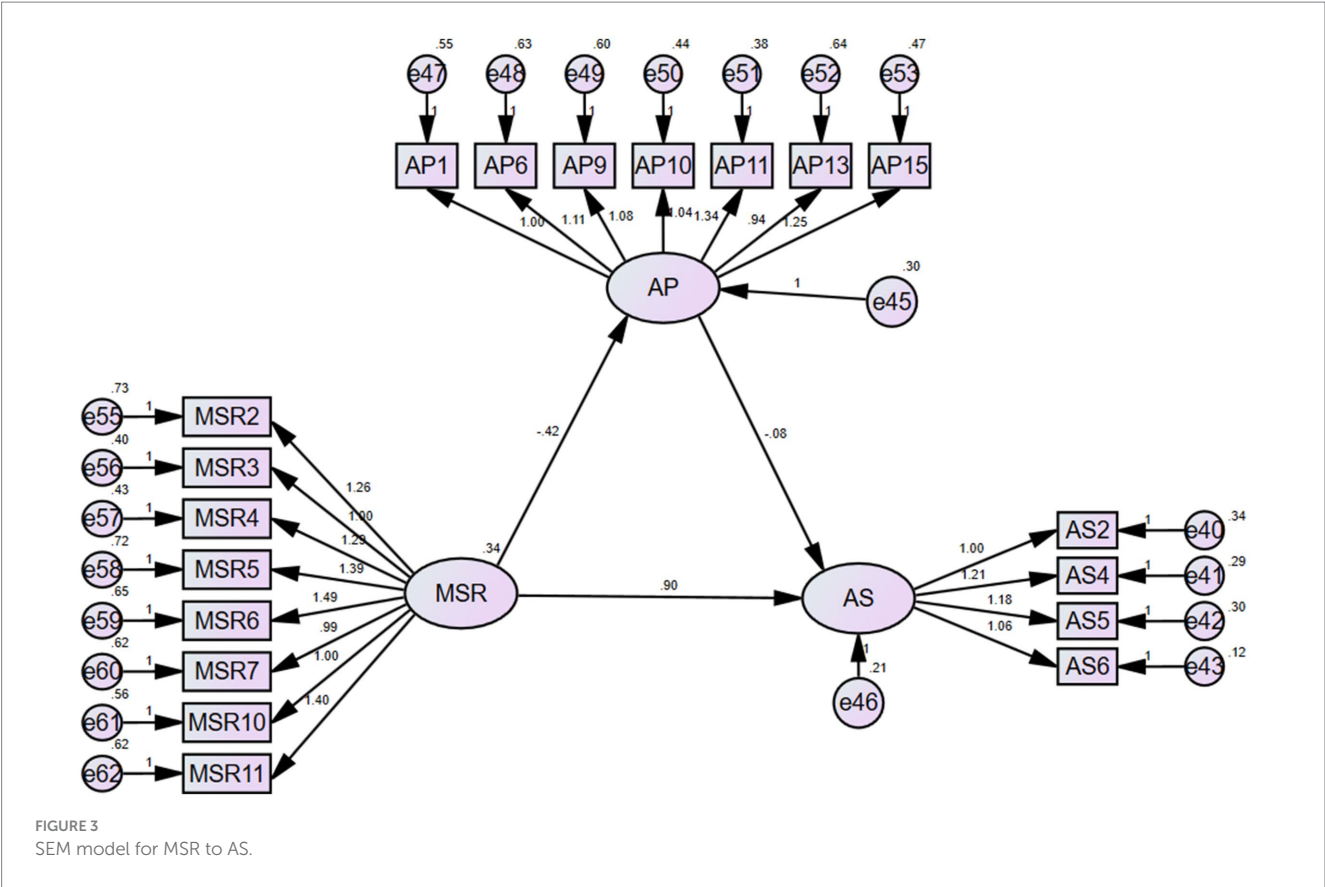 .55 .63 .60 .44 .38 .64 .47
e47 e48 e49 e50 e51 e52 e53
1 1 1 1 1 1 1
AP1 AP6 AP9 AP10 AP11 AP13 AP15
1.00 1.11 1.08 1.04 1.34 .94 1.25
AP
1
.30
e45
-.42
-.08
.73
e55 1 MSR2
.40
e56 1 MSR3
.43
e57 1 MSR4
.72
e58 1 MSR5
.65
e59 1 MSR6
.62
e60 1 MSR7
.56
e61 1 MSR10
.62
e62 1 MSR11
1.26
1.00
1.29
1.39
1.49
.99
1.00
1.40
.34
MSR
.90
AS
1
.21
e46
1.00
1.21
1.18
1.06
AS2 1 e40 .34
AS4 1 e41 .29
AS5 1 e42 .30
AS6 1 e43 .12
FIGURE 3
SEM model for MSR to AS.